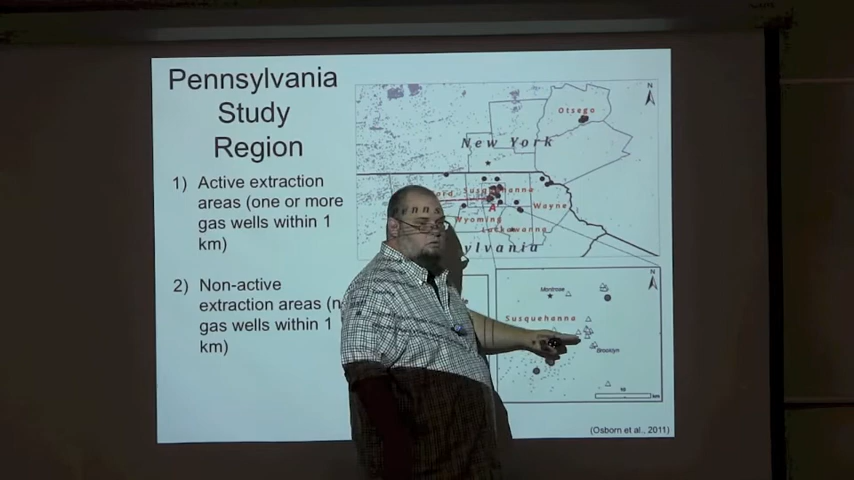 Pennsylvania
Study
Region
1) Active extraction
areas (one or more
gas wells within 1
km)
2) Non-active
extraction areas (n
gas wells within 1
km)
N
Otsego
New York
Susquehanna
Wayne
A
Wyoming
Lackawanna
ylvania
N
Montrose
Susquehanna
Brooklyn
(Osborn et al., 2011)